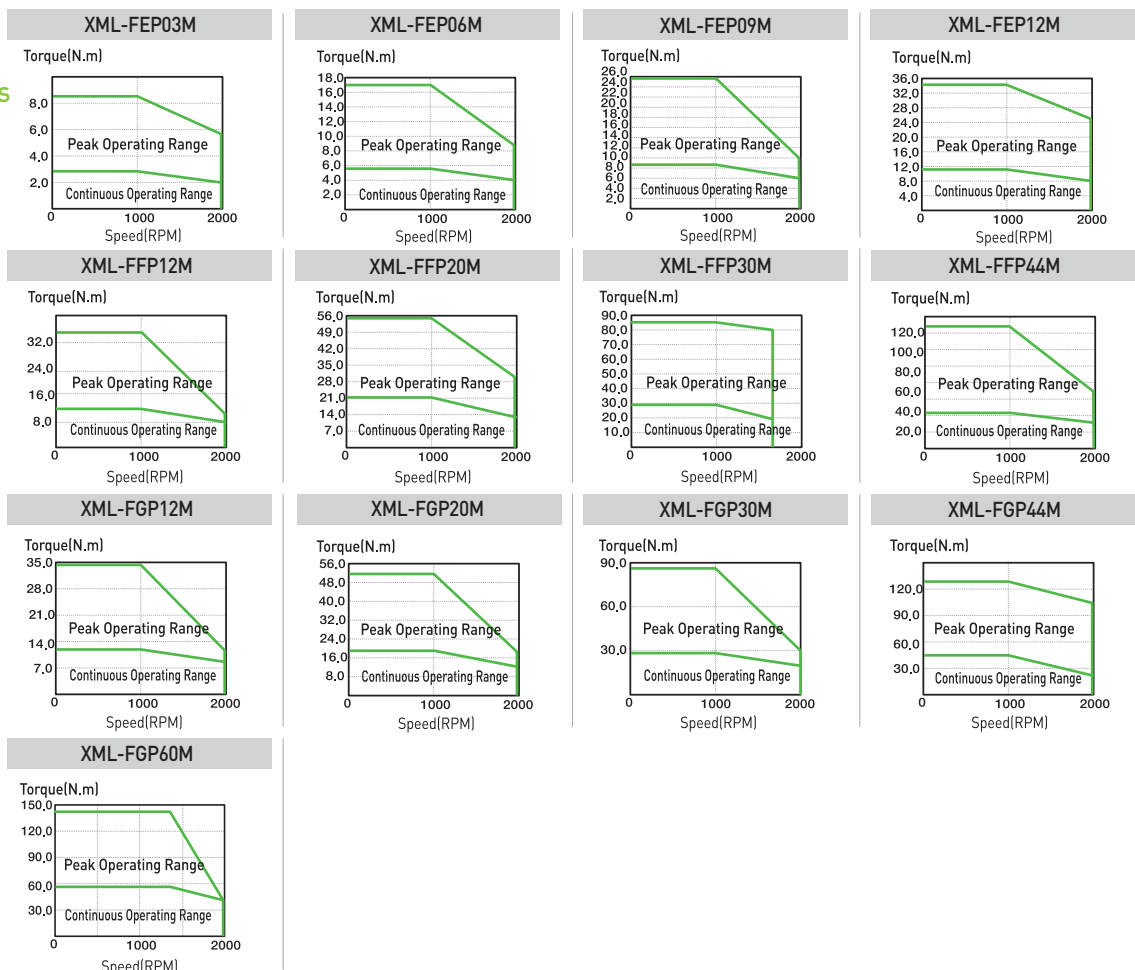 s
XML-FEP03M
Torque(N.m)
8.0
6.0
Peak Operating Range
4.0
2.0
Continuous Operating Range
0
1000
2000
Speed(RPM)
XML-FEP06M
Torque(N.m)
18.0
16.0
14.0
12.0
10.0
Peak Operating Range
8.0
6.0
4.0
Continuous Operating Range
2.0
0
1000
2000
Speed(RPM)
XML-FEP09M
Torque(N.m)
26.0
24.0
22.0
20.0
18.0
16.0
14.0
12.0
Peak Operating Range
10.0
8.0
6.0
4.0
Continuous Operating Range
2.0
0
1000
2000
Speed(RPM)
XML-FEP12M
Torque(N.m)
36.0
32.0
28.0
24.0
20.0
Peak Operating Range
16.0
12.0
8.0
Continuous Operating Range
4.0
0
1000
2000
Speed(RPM)
XML-FFP12M
Torque(N.m)
32.0
24.0
Peak Operating Range
16.0
8.0
Continuous Operating Range
0
1000
2000
Speed(RPM)
XML-FFP20M
Torque(N.m)
56.0
49.0
42.0
35.0
28.0
Peak Operating Range
21.0
14.0
7.0
Continuous Operating Range
0
1000
2000
Speed(RPM)
XML-FFP30M
Torque(N.m)
90.0
80.0
70.0
60.0
50.0
Peak Operating Range
40.0
30.0
20.0
Continuous Operating Range
10.0
0
1000
2000
Speed(RPM)
XML-FFP44M
Torque(N.m)
120.0
100.0
80.0
Peak Operating Range
60.0
40.0
20.0
Continuous Operating Range
0
1000
2000
Speed(RPM)
XML-FGP12M
Torque(N.m)
35.0
28.0
21.0
Peak Operating Range
14.0
7.0
Continuous Operating Range
0
1000
2000
Speed(RPM)
XML-FGP20M
Torque(N.m)
56.0
48.0
40.0
32.0
Peak Operating Range
24.0
16.0
8.0
Continuous Operating Range
0
1000
2000
Speed(RPM)
XML-FGP30M
Torque(N.m)
90.0
60.0
Peak Operating Range
30.0
Continuous Operating Range
0
1000
2000
Speed(RPM)
XML-FGP44M
Torque(N.m)
120.0
90.0
Peak Operating Range
60.0
30.0
Continuous Operating Range
0
1000
2000
Speed(RPM)
XML-FGP60M
Torque(N.m)
150.0
120.0
90.0
Peak Operating Range
60.0
30.0
Continuous Operating Range
0
1000
2000
Speed(RPM)